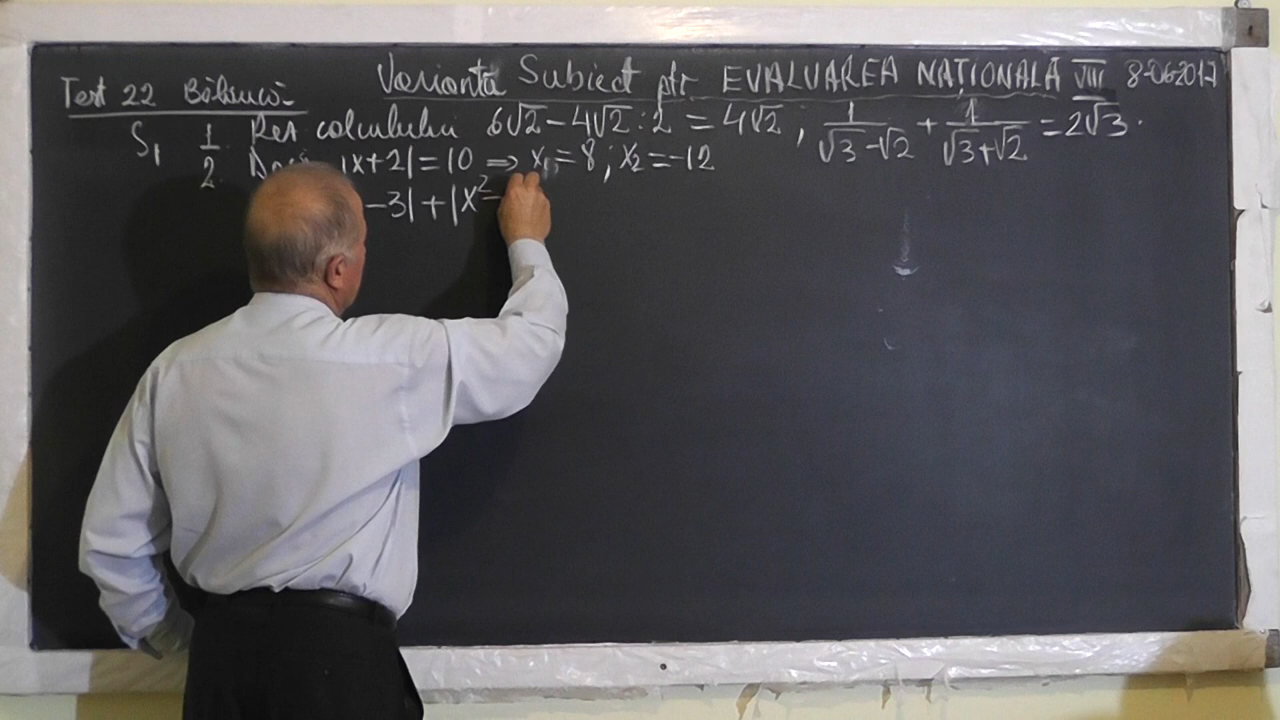 Varianta Subiect ptr EVALUAREA NAȚIONALĂ VIII 8-06-2017
Test 22
S₁ 1. Rez calculului 6√2 - 4√2 : 2 = 4√2 ; 1/(√3-√2) + 1/(√3+√2) = 2√3.
2. |x+2| = 10 ⇒ x₁ = 8 ; x₂ = -12
-3| + |x² -